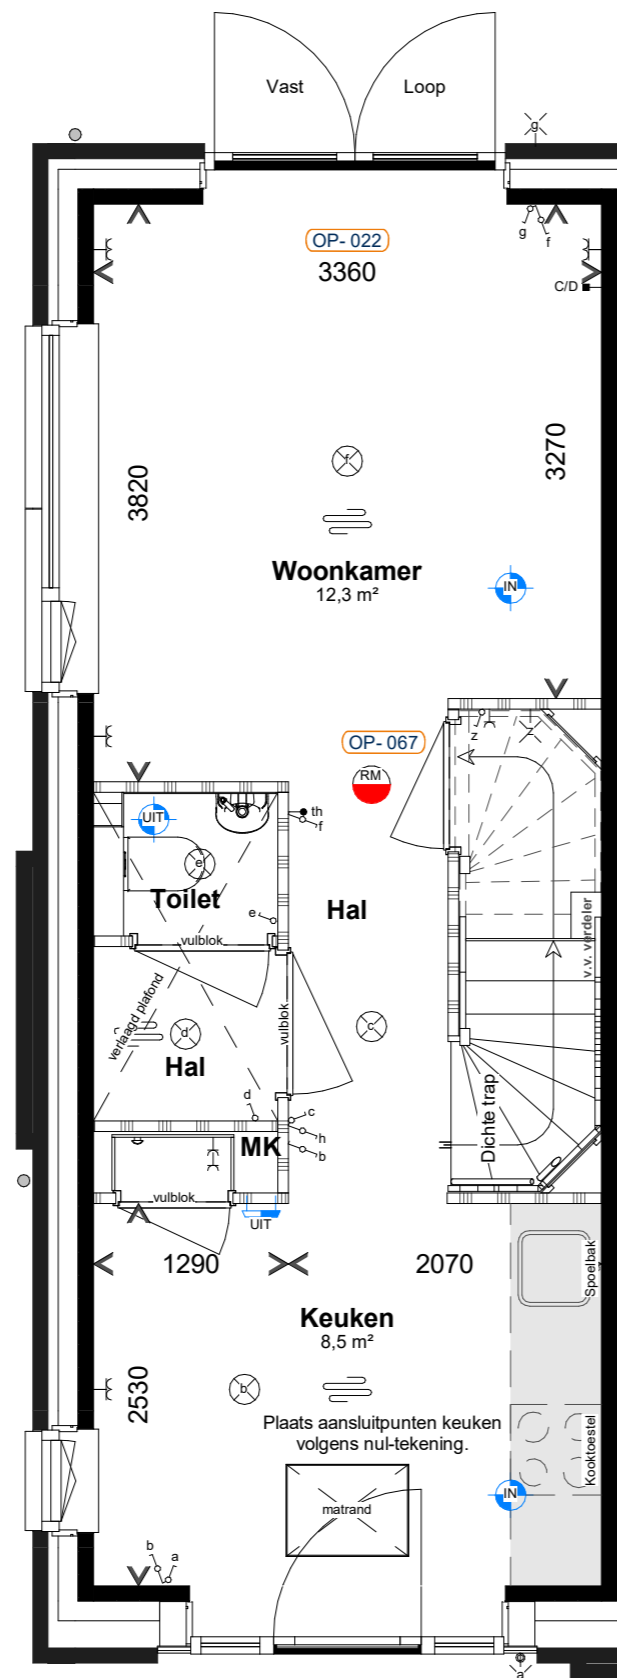 Vast
Loop
g
OP- 022
3360
g
f
C/D
3820
3270
f
Woonkamer
12,3 m²
IN
OP- 067
RM
z
Z
UIT
th
f
e
Toilet
Hal
e
vulblok
v.v. verdeler
verlaagd plafond
vulblok
d
c
Hal
Dichte trap
d
c
MK
h
b
vulblok
UIT
1290
2070
Spoelbak
Keuken
8,5 m²
b
2530
Plaats aansluitpunten keuken
volgens nul-tekening.
Kooktoestel
IN
matrand
b
a
a